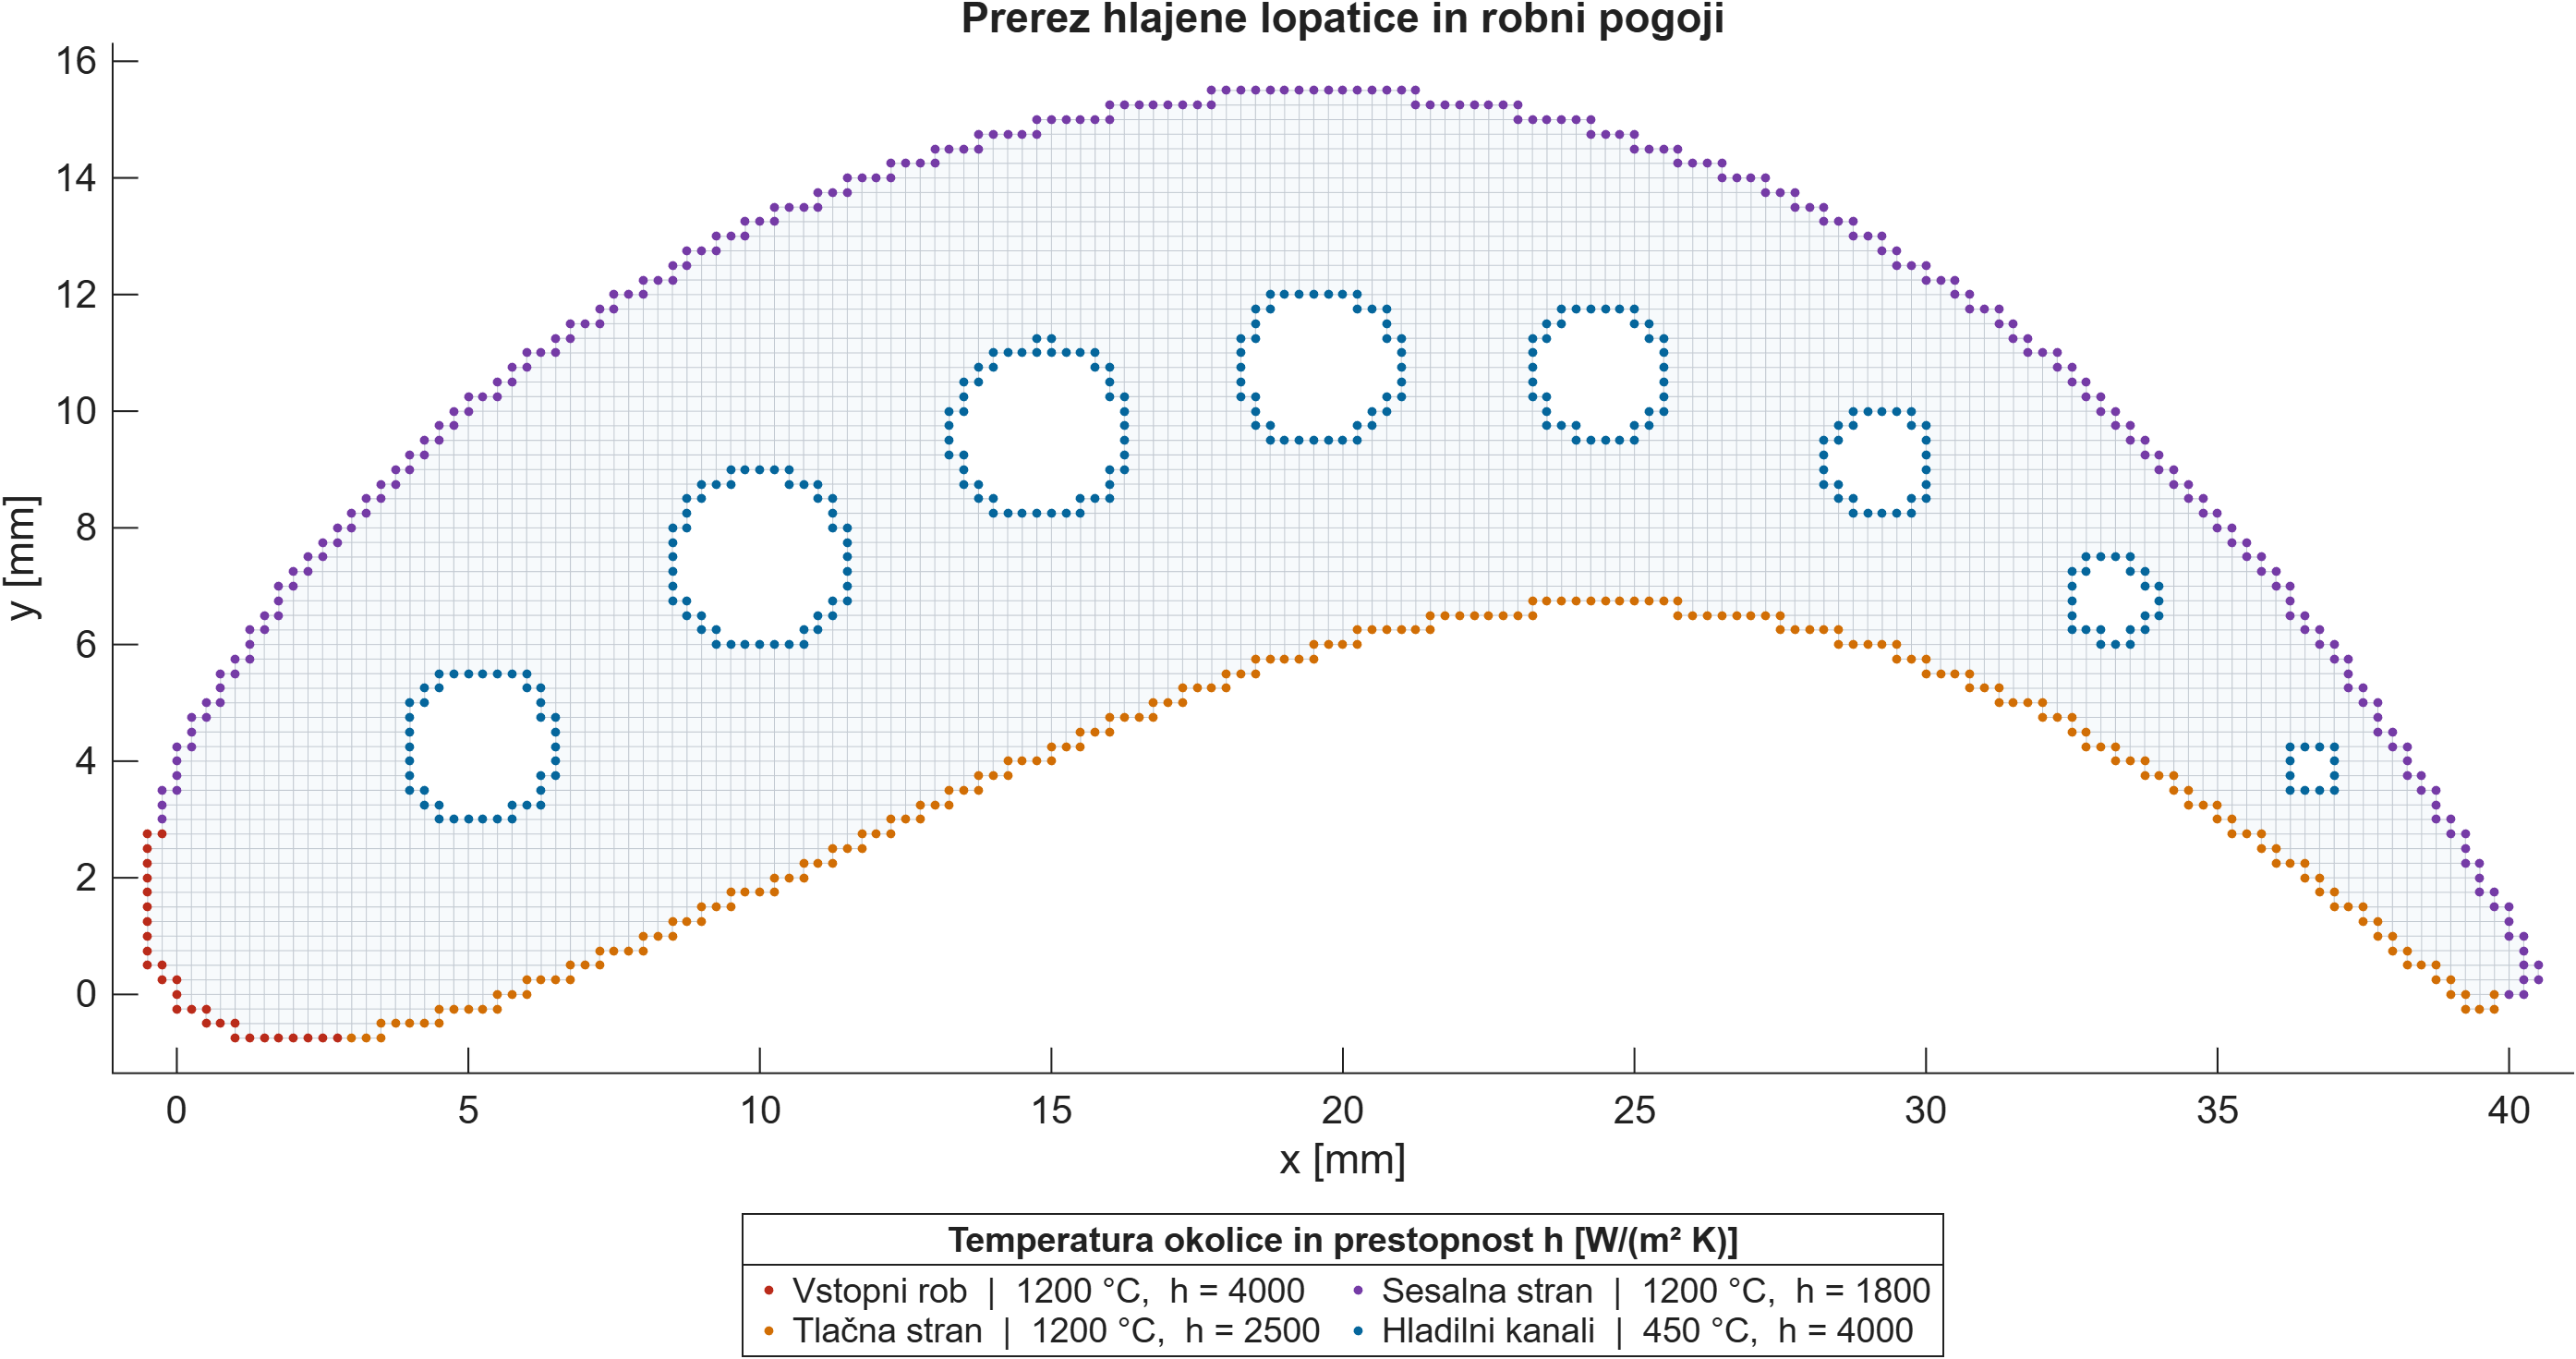 Prerez hlajene lopatice in robni pogoji
16
14
12
10
8
6
4
2
0
y [mm]
0 5 10 15 20 25 30 35 40
x [mm]
Temperatura okolice in prestopnost h [W/(m² K)]
Vstopni rob | 1200 °C, h = 4000
Sesalna stran | 1200 °C, h = 1800
Tlačna stran | 1200 °C, h = 2500
Hladilni kanali | 450 °C, h = 4000